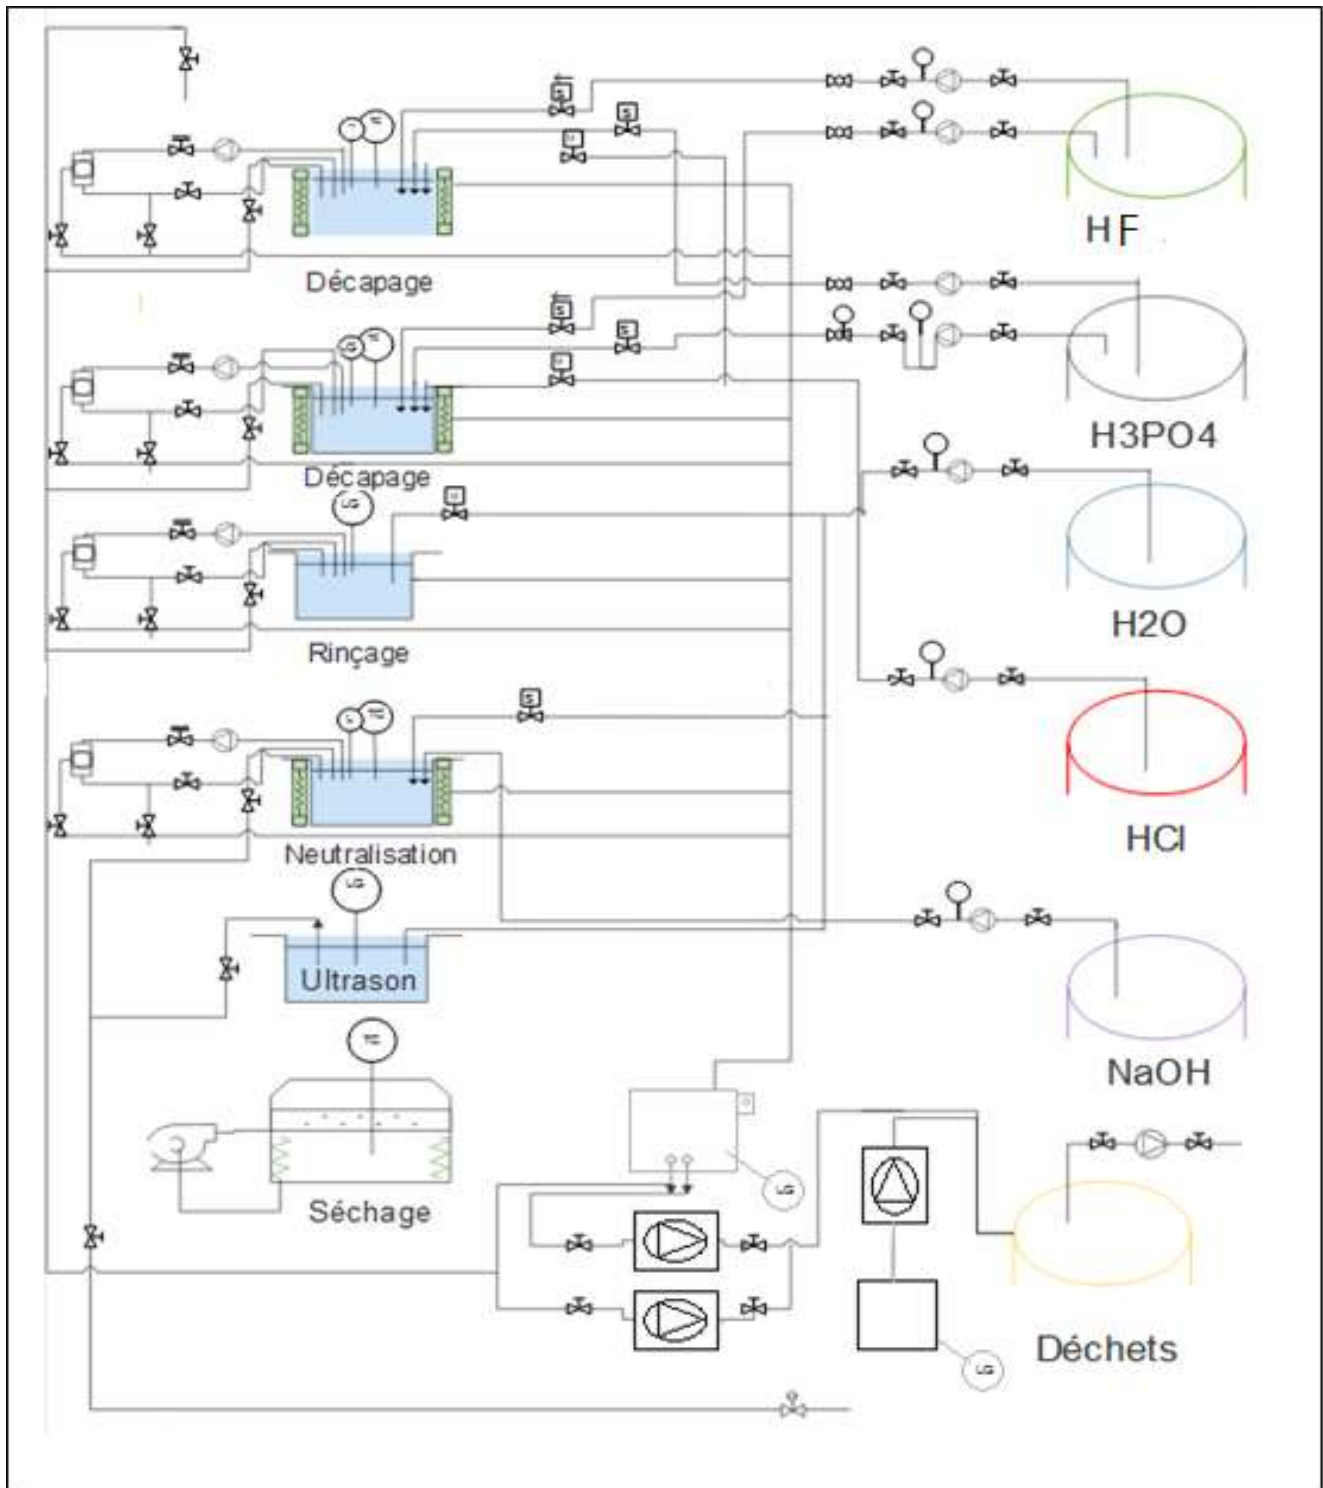 HF
Décapage
H3PO4
Décapage
H2O
Rinçage
HCl
Neutralisation
Ultrason
NaOH
Séchage
Déchets